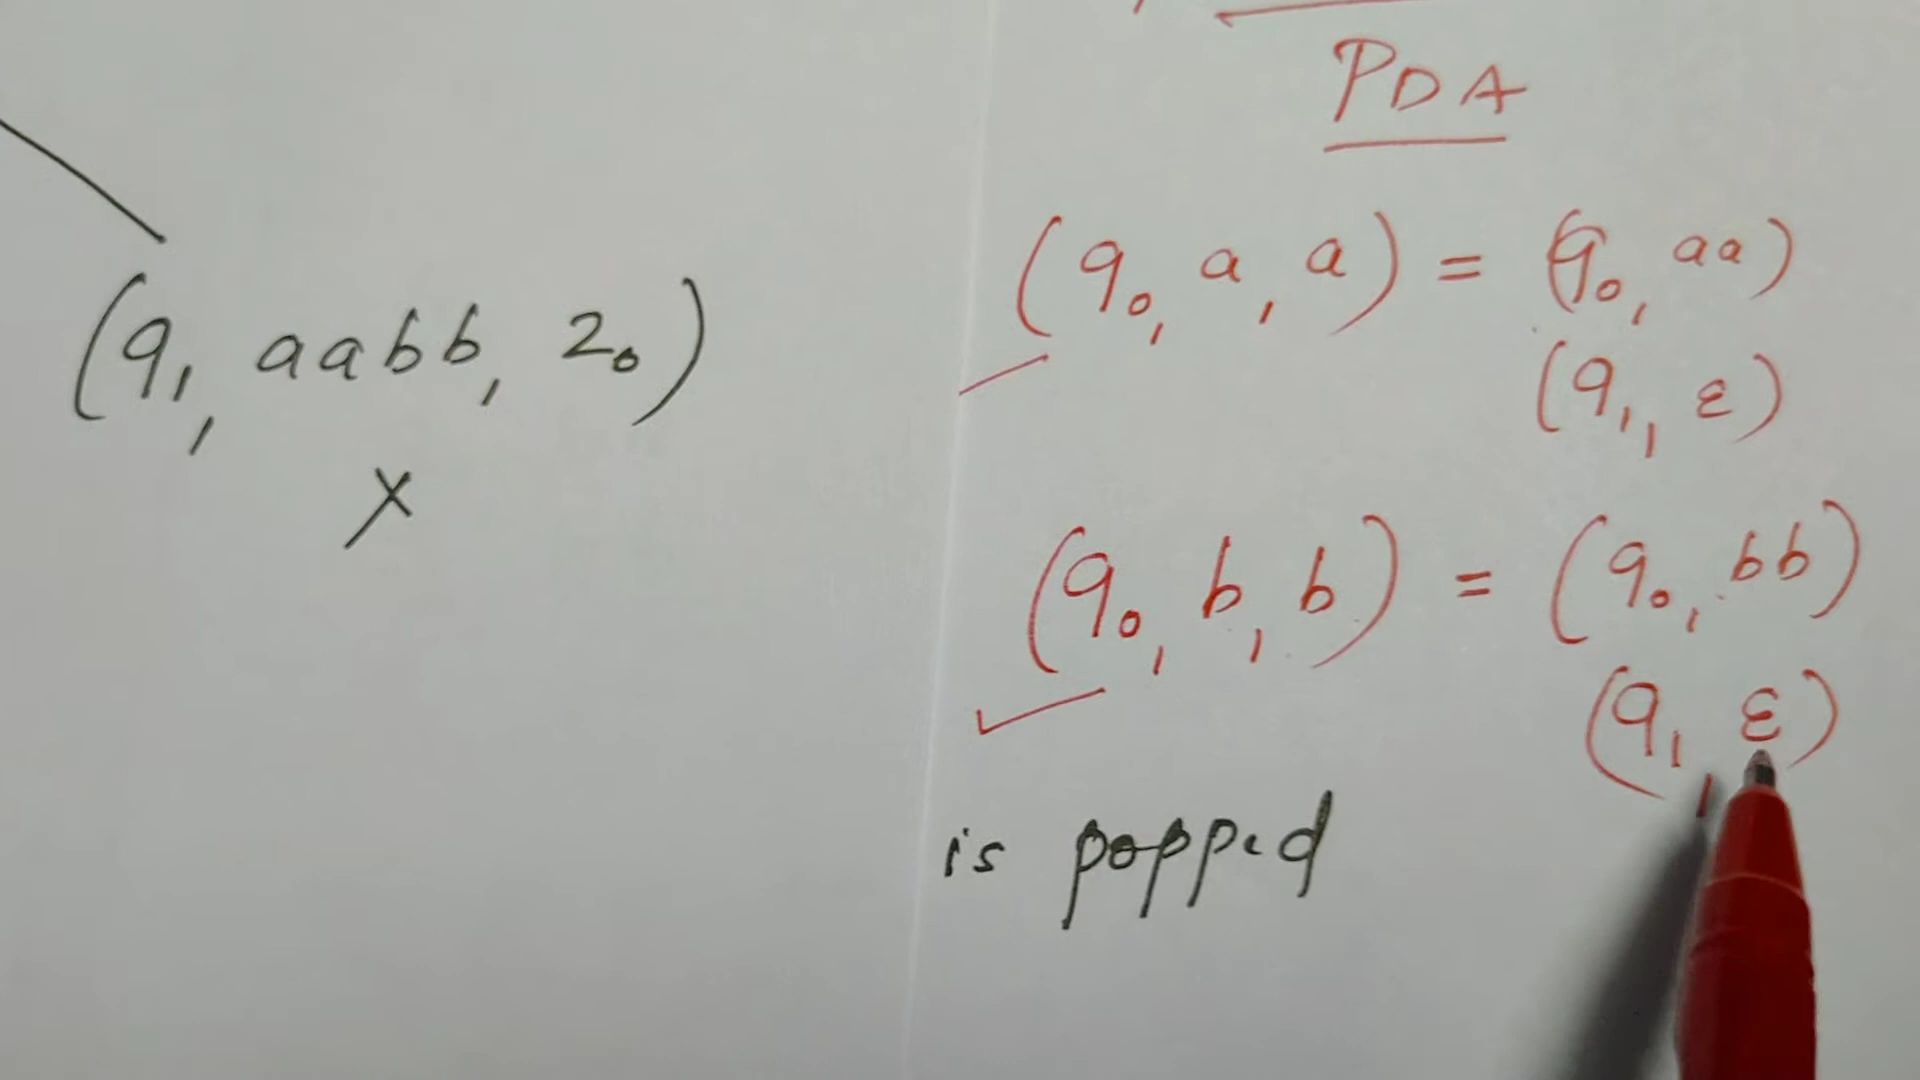 PDA
(q₀, a, a) = (q₀, aa)
(q₁, ε)
(q₁, aabb, z₀)
X
(q₀, b, b) = (q₀, bb)
(q₁, ε)
is popped